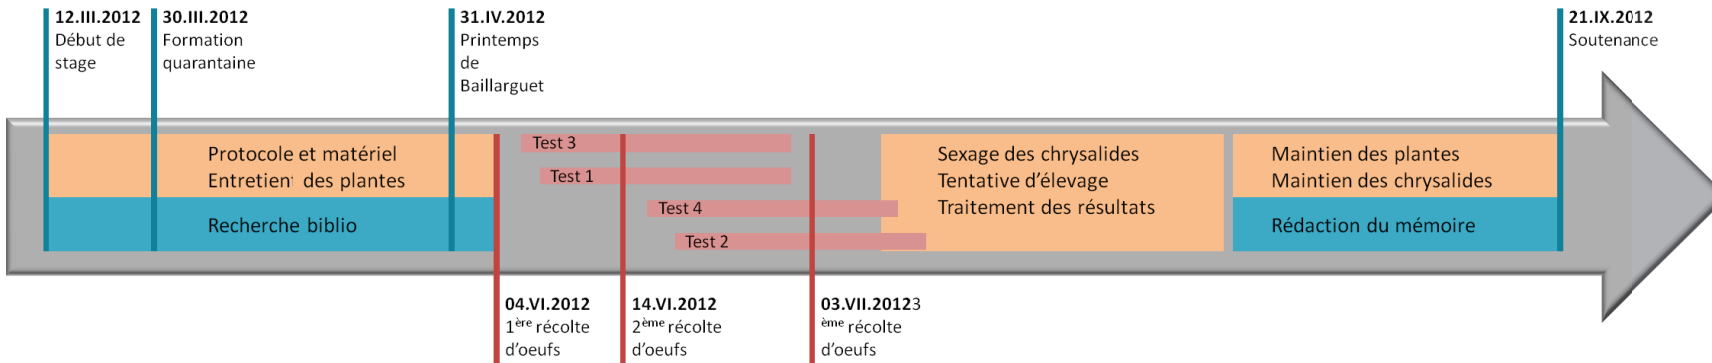 12.III.2012
Début de
stage
30.III.2012
Formation
quarantaine
31.IV.2012
Printemps
de
Baillarguet
21.IX.2012
Soutenance
Protocole et matériel
Entretient des plantes
Recherche biblio
Test 3
Test 1
Test 4
Test 2
Sexage des chrysalides
Tentative d'élevage
Traitement des résultats
Maintien des plantes
Maintien des chrysalides
Rédaction du mémoire
04.VI.2012
1ère récolte
d'oeufs
14.VI.2012
2ème récolte
d'oeufs
03.VII.20123
ème récolte
d'oeufs